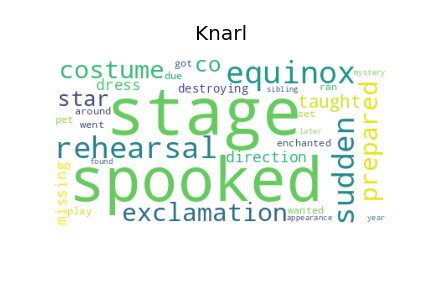 Knarl
costume co equinox
got mystery
due
dress destroying sibling ran
star stage taught
around set
pet went later
rehearsal enchanted
direction
found
spooked
missing sudden prepared
play exclamation wanted
appearance year